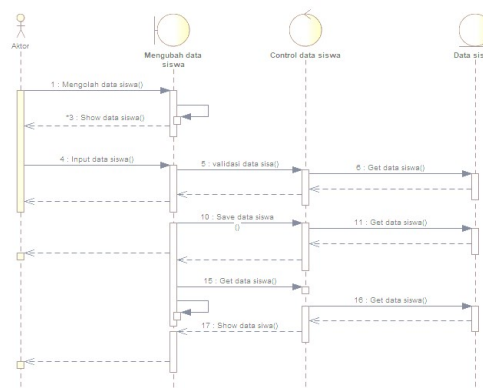 Aktor
Mengubah data
siswa
Control data siswa
Data sis
1 : Mengolah data siswa()
*3 : Show data siswa()
4 : Input data siswa()
5 : validasi data sisa()
6 : Get data siswa()
10 : Save data siswa
()
11 : Get data siswa()
15 : Get data siswa()
16 : Get data siswa()
17 : Show data siwa()